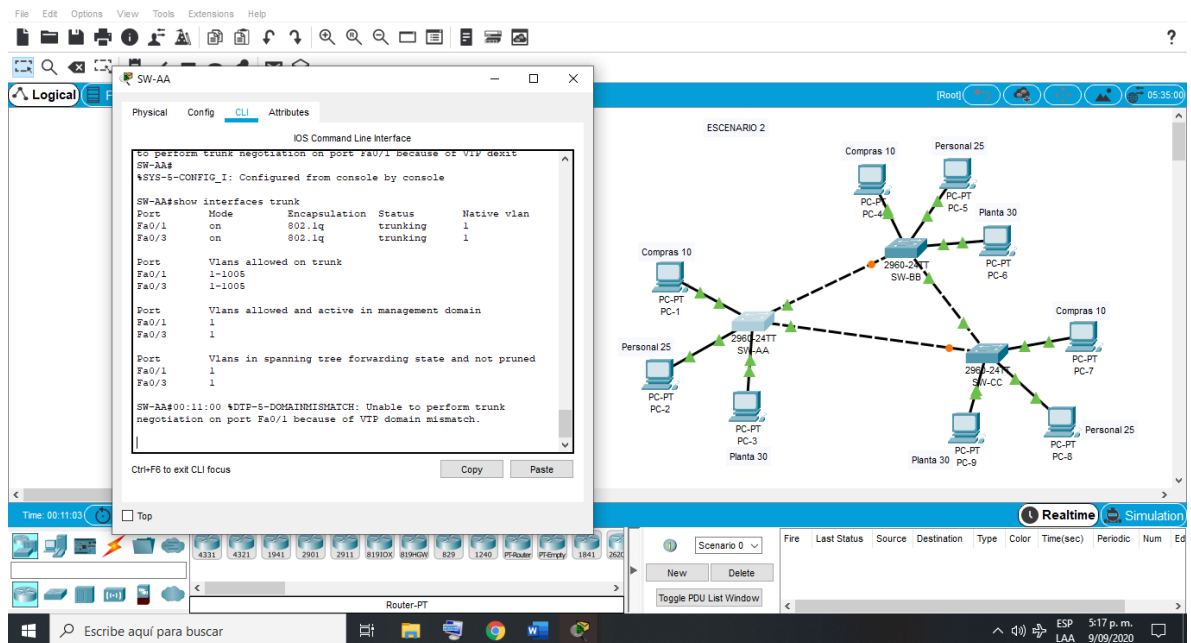 File Edit Options View Tools Extensions Help
?
SW-AA
Logical
[Root]
05:35:00
Physical Config CLI Attributes
IOS Command Line Interface
to perform trunk negotiation on port Fa0/1 because of VTP dexit
SW-AA#
%SYS-5-CONFIG_I: Configured from console by console
SW-AA#show interfaces trunk
Port Mode Encapsulation Status Native vlan
Fa0/1 on 802.1q trunking 1
Fa0/3 on 802.1q trunking 1
Port Vlans allowed on trunk
Fa0/1 1-1005
Fa0/3 1-1005
Port Vlans allowed and active in management domain
Fa0/1 1
Fa0/3 1
Port Vlans in spanning tree forwarding state and not pruned
Fa0/1 1
Fa0/3 1
SW-AA#00:11:00 %DTP-5-DOMAINMISMATCH: Unable to perform trunk
negotiation on port Fa0/1 because of VTP domain mismatch.
Ctrl+F6 to exit CLI focus
Copy Paste
Top
ESCENARIO 2
Compras 10
Personal 25
PC-PT
PC-4
PC-PT
PC-5
Planta 30
PC-PT
PC-6
2960-24TT
SW-BB
Compras 10
PC-PT
PC-1
2960-24TT
SW-AA
Personal 25
PC-PT
PC-2
PC-PT
PC-3
Planta 30
Compras 10
PC-PT
PC-7
2960-24TT
SW-CC
Personal 25
PC-PT
PC-8
Planta 30
PC-PT
PC-9
Time: 00:11:03
Realtime Simulation
4331 4321 1941 2901 2911 819IOX 819HGW 829 1240 PT-Router PT-Empty 1841
Router-PT
Scenario 0
New Delete
Toggle PDU List Window
Fire Last Status Source Destination Type Color Time(sec) Periodic Num Ed
Escribe aquí para buscar
ESP
LAA
5:17 p. m.
9/09/2020